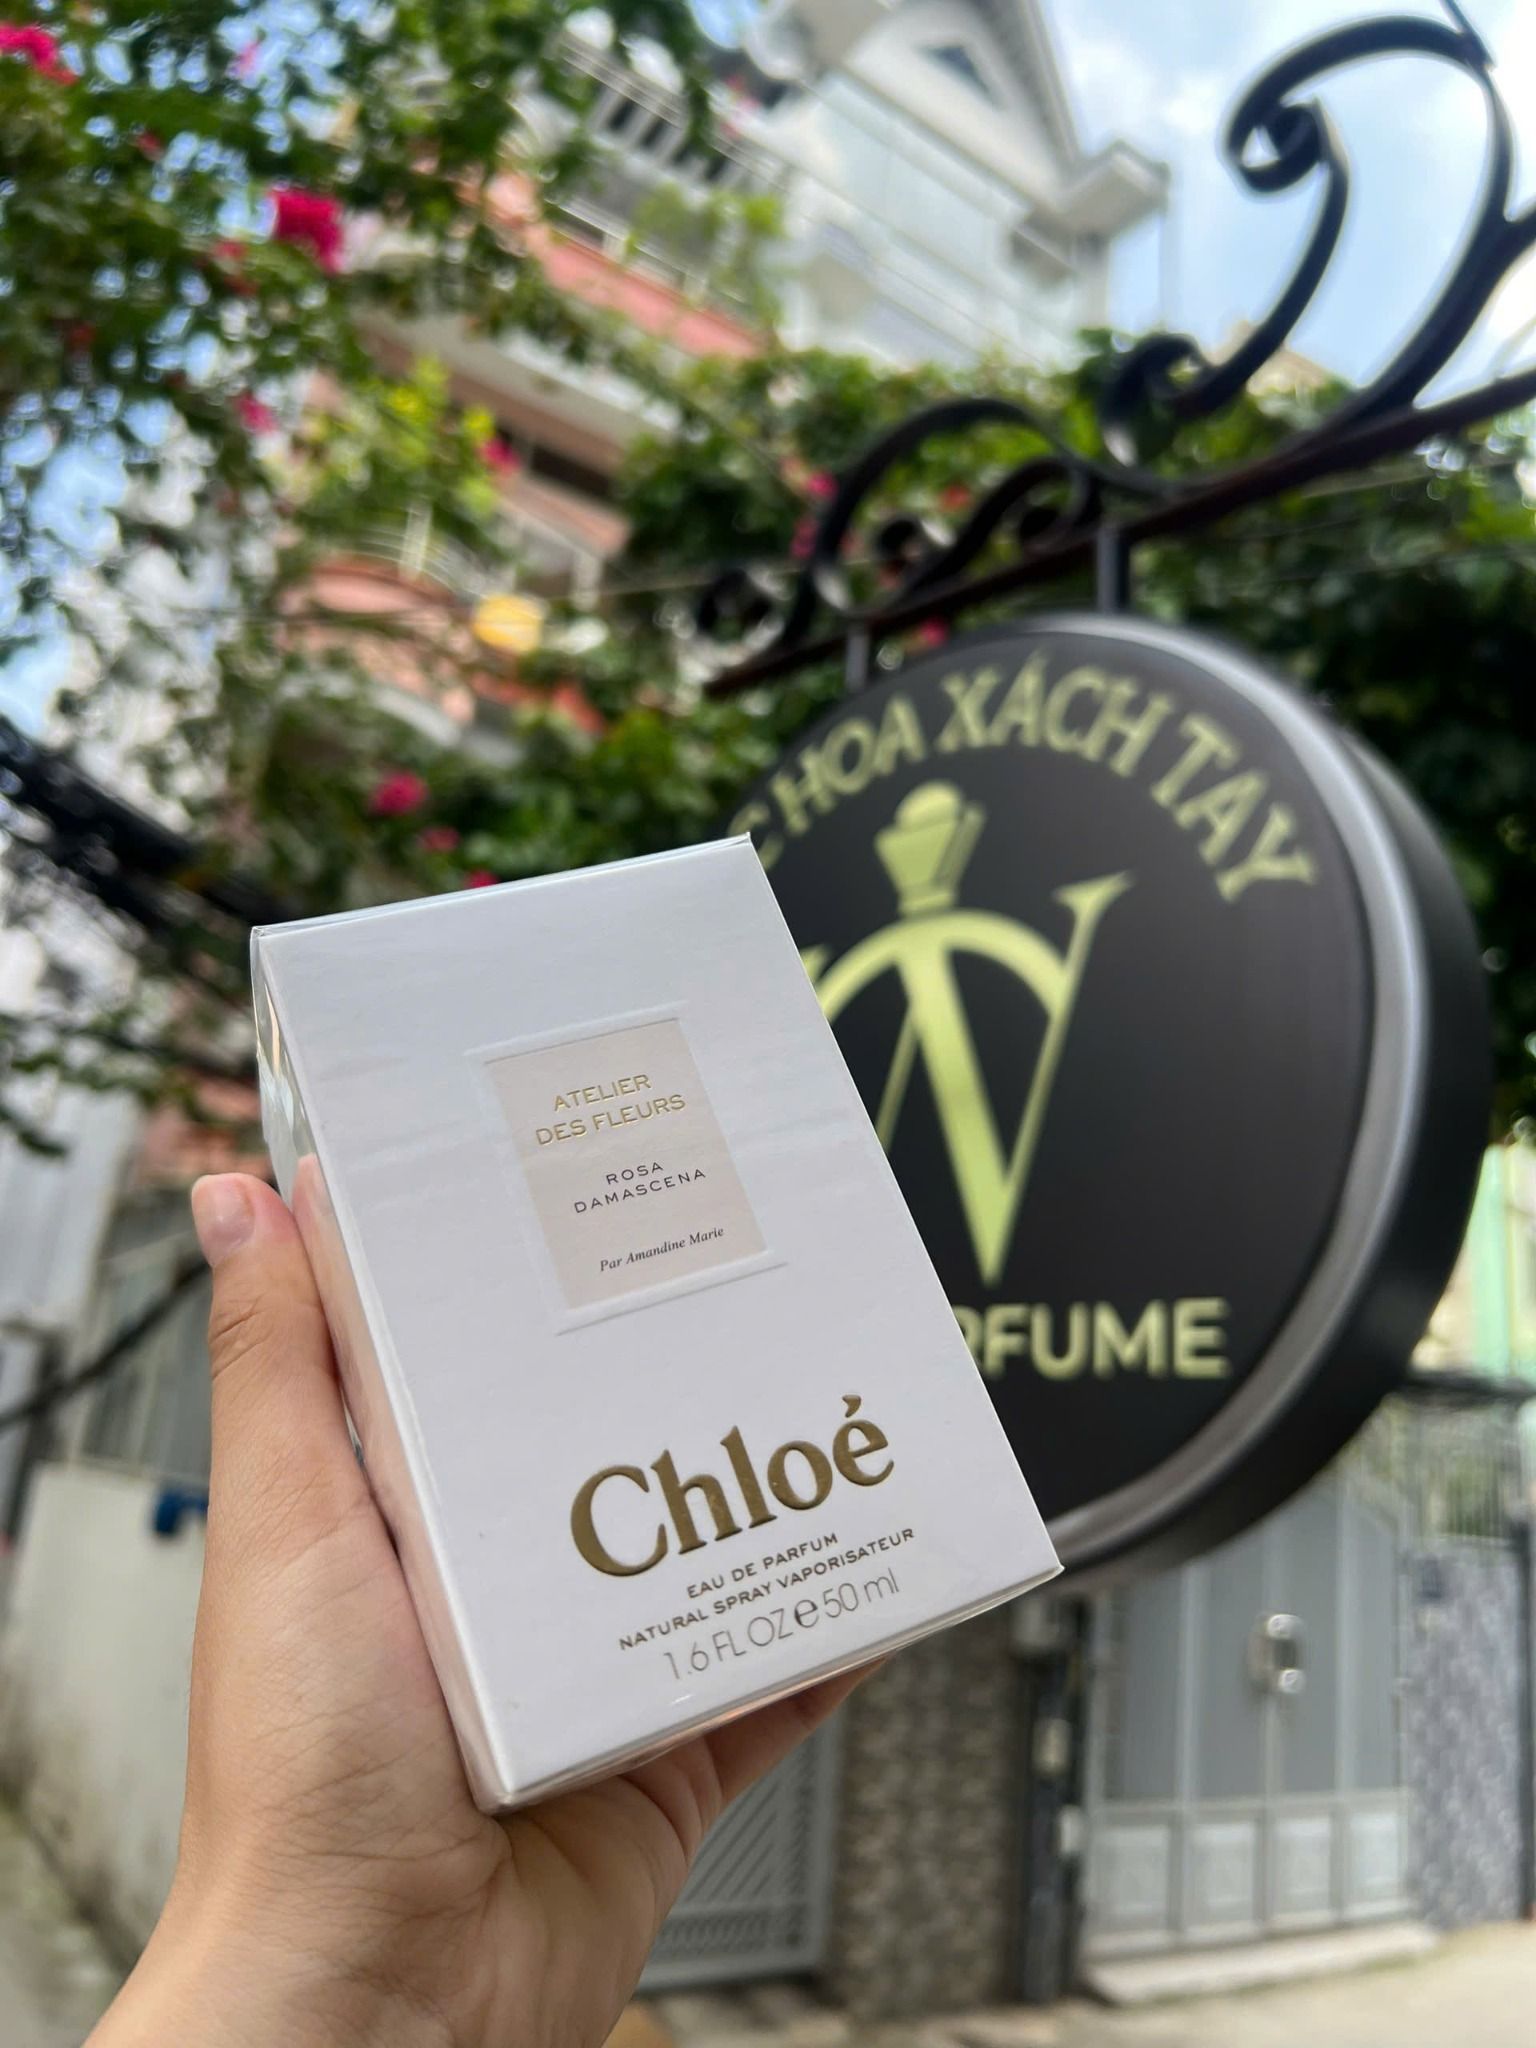 HOA XÁCH TAY
RFUME
ATELIER
DES FLEURS
ROSA
DAMASCENA
Par Amandine Marie
Chloé
EAU DE PARFUM
NATURAL SPRAY VAPORISATEUR
1.6 FL OZ e 50 ml